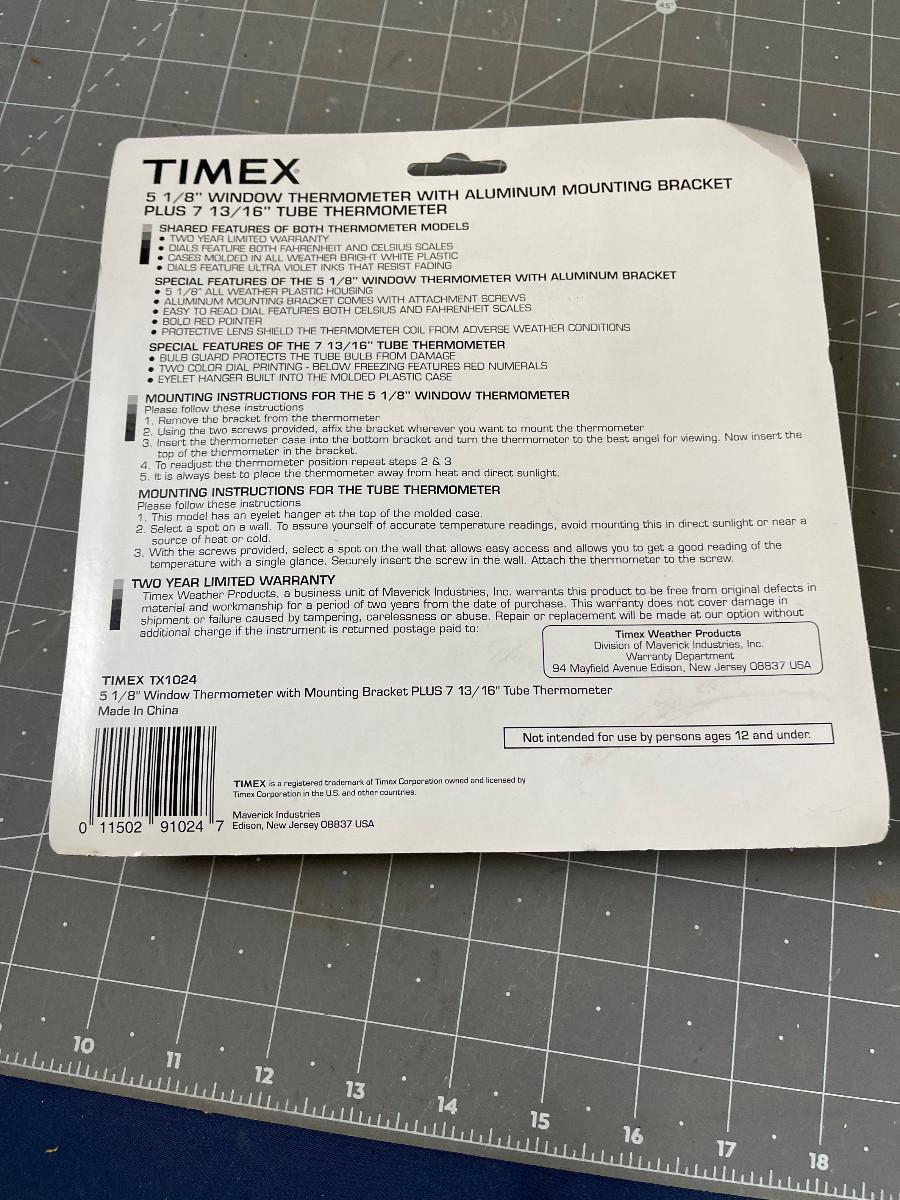 45°
TIMEX
5 1/8" WINDOW THERMOMETER WITH ALUMINUM MOUNTING BRACKET
PLUS 7 13/16" TUBE THERMOMETER
SHARED FEATURES OF BOTH THERMOMETER MODELS
• TWO YEAR LIMITED WARRANTY
• DIALS FEATURE BOTH FAHRENHEIT AND CELSIUS SCALES
• CASES MOLDED IN ALL WEATHER BRIGHT WHITE PLASTIC
• DIALS FEATURE ULTRA VIOLET INKS THAT RESIST FADING
SPECIAL FEATURES OF THE 5 1/8" WINDOW THERMOMETER WITH ALUMINUM BRACKET
• 5 1/8" ALL WEATHER PLASTIC HOUSING
• ALUMINUM MOUNTING BRACKET COMES WITH ATTACHMENT SCREWS
• EASY TO READ DIAL FEATURES BOTH CELSIUS AND FAHRENHEIT SCALES
• BOLD RED POINTER
• PROTECTIVE LENS SHIELD THE THERMOMETER COIL FROM ADVERSE WEATHER CONDITIONS
SPECIAL FEATURES OF THE 7 13/16" TUBE THERMOMETER
• BULB GUARD PROTECTS THE TUBE BULB FROM DAMAGE
• TWO COLOR DIAL PRINTING - BELOW FREEZING FEATURES RED NUMERALS
• EYELET HANGER BUILT INTO THE MOLDED PLASTIC CASE
MOUNTING INSTRUCTIONS FOR THE 5 1/8" WINDOW THERMOMETER
Please follow these instructions
1. Remove the bracket from the thermometer
2. Using the two screws provided, affix the bracket wherever you want to mount the thermometer
3. Insert the thermometer case into the bottom bracket and turn the thermometer to the best angel for viewing. Now insert the
top of the thermometer in the bracket.
4. To readjust the thermometer position repeat steps 2 & 3
5. It is always best to place the thermometer away from heat and direct sunlight.
MOUNTING INSTRUCTIONS FOR THE TUBE THERMOMETER
Please follow these instructions
1. This model has an eyelet hanger at the top of the molded case.
2. Select a spot on a wall. To assure yourself of accurate temperature readings, avoid mounting this in direct sunlight or near a
source of heat or cold.
3. With the screws provided, select a spot on the wall that allows easy access and allows you to get a good reading of the
temperature with a single glance. Securely insert the screw in the wall. Attach the thermometer to the screw.
TWO YEAR LIMITED WARRANTY
Timex Weather Products, a business unit of Maverick Industries, Inc. warrants this product to be free from original defects in
material and workmanship for a period of two years from the date of purchase. This warranty does not cover damage in
shipment or failure caused by tampering, carelessness or abuse. Repair or replacement will be made at our option without
additional charge if the instrument is returned postage paid to:
Timex Weather Products
Division of Maverick Industries, Inc.
Warranty Department
94 Mayfield Avenue Edison, New Jersey 08837 USA
TIMEX TX1024
5 1/8" Window Thermometer with Mounting Bracket PLUS 7 13/16" Tube Thermometer
Made In China
Not intended for use by persons ages 12 and under.
TIMEX is a registered trademark of Timex Corporation owned and licensed by
Timex Corporation in the U.S. and other countries.
Maverick Industries
Edison, New Jersey 08837 USA
0 11502 91024 7
10 11 12 13 14 15 16 17 18